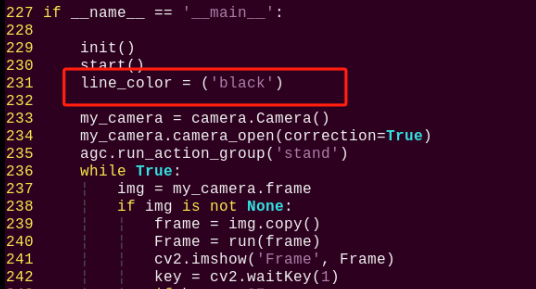 227 if __name__ == '__main__':
228
229     init()
230     start()
231     line_color = ('black')
232
233     my_camera = camera.Camera()
234     my_camera.camera_open(correction=True)
235     agc.run_action_group('stand')
236     while True:
237         img = my_camera.frame
238         if img is not None:
239             frame = img.copy()
240             Frame = run(frame)
241             cv2.imshow('Frame', Frame)
242             key = cv2.waitKey(1)